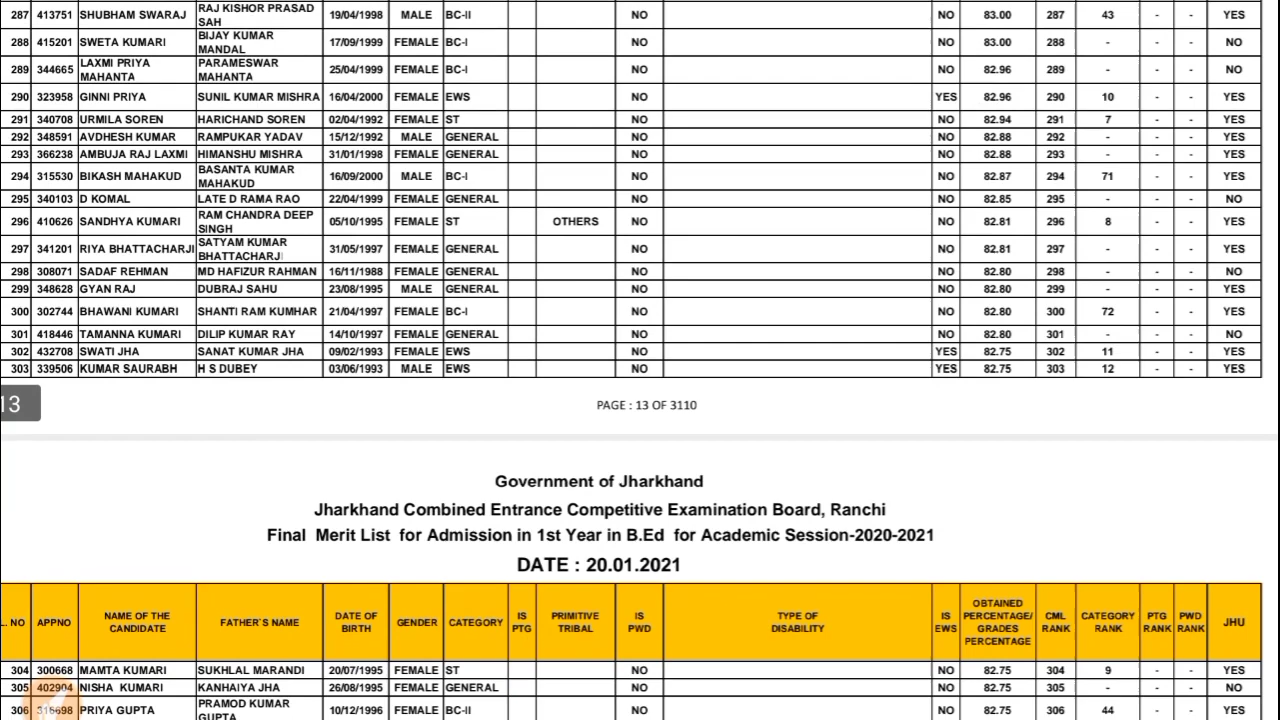 287 413751 SHUBHAM SWARAJ RAJ KISHOR PRASAD SAH 19/04/1998 MALE BC-II NO NO 83.00 287 43 - - YES
288 415201 SWETA KUMARI BIJAY KUMAR MANDAL 17/09/1999 FEMALE BC-I NO NO 83.00 288 - - - NO
289 344665 LAXMI PRIYA MAHANTA PARAMESWAR MAHANTA 25/04/1999 FEMALE BC-I NO NO 82.96 289 - - - NO
290 323958 GINNI PRIYA SUNIL KUMAR MISHRA 16/04/2000 FEMALE EWS NO YES 82.96 290 10 - - YES
291 340708 URMILA SOREN HARICHAND SOREN 02/04/1992 FEMALE ST NO NO 82.94 291 7 - - YES
292 348591 AVDHESH KUMAR RAMPUKAR YADAV 15/12/1992 MALE GENERAL NO NO 82.88 292 - - - YES
293 366238 AMBUJA RAJ LAXMI HIMANSHU MISHRA 31/01/1998 FEMALE GENERAL NO NO 82.88 293 - - - YES
294 315530 BIKASH MAHAKUD BASANTA KUMAR MAHAKUD 16/09/2000 MALE BC-I NO NO 82.87 294 71 - - YES
295 340103 D KOMAL LATE D RAMA RAO 22/04/1999 FEMALE GENERAL NO NO 82.85 295 - - - NO
296 410626 SANDHYA KUMARI RAM CHANDRA DEEP SINGH 05/10/1995 FEMALE ST OTHERS NO NO 82.81 296 8 - - YES
297 341201 RIYA BHATTACHARJI SATYAM KUMAR BHATTACHARJI 31/05/1997 FEMALE GENERAL NO NO 82.81 297 - - - YES
298 308071 SADAF REHMAN MD HAFIZUR RAHMAN 16/11/1988 FEMALE GENERAL NO NO 82.80 298 - - - NO
299 348628 GYAN RAJ DUBRAJ SAHU 23/08/1995 MALE GENERAL NO NO 82.80 299 - - - YES
300 302744 BHAWANI KUMARI SHANTI RAM KUMHAR 21/04/1997 FEMALE BC-I NO NO 82.80 300 72 - - YES
301 418446 TAMANNA KUMARI DILIP KUMAR RAY 14/10/1997 FEMALE GENERAL NO NO 82.80 301 - - - NO
302 432708 SWATI JHA SANAT KUMAR JHA 09/02/1993 FEMALE EWS NO YES 82.75 302 11 - - YES
303 339506 KUMAR SAURABH H S DUBEY 03/06/1993 MALE EWS NO YES 82.75 303 12 - - YES
13
PAGE : 13 OF 3110
Government of Jharkhand
Jharkhand Combined Entrance Competitive Examination Board, Ranchi
Final Merit List for Admission in 1st Year in B.Ed for Academic Session-2020-2021
DATE : 20.01.2021
L. NO APPNO NAME OF THE CANDIDATE FATHER`S NAME DATE OF BIRTH GENDER CATEGORY IS PTG PRIMITIVE TRIBAL IS PWD TYPE OF DISABILITY IS EWS OBTAINED PERCENTAGE/ GRADES PERCENTAGE CML RANK CATEGORY RANK PTG RANK PWD RANK JHU
304 300668 MAMTA KUMARI SUKHLAL MARANDI 20/07/1995 FEMALE ST NO NO 82.75 304 9 - - YES
305 402904 NISHA KUMARI KANHAIYA JHA 26/08/1995 FEMALE GENERAL NO NO 82.75 305 - - - NO
306 316698 PRIYA GUPTA PRAMOD KUMAR GUPTA 10/12/1996 FEMALE BC-II NO NO 82.75 306 44 - - YES